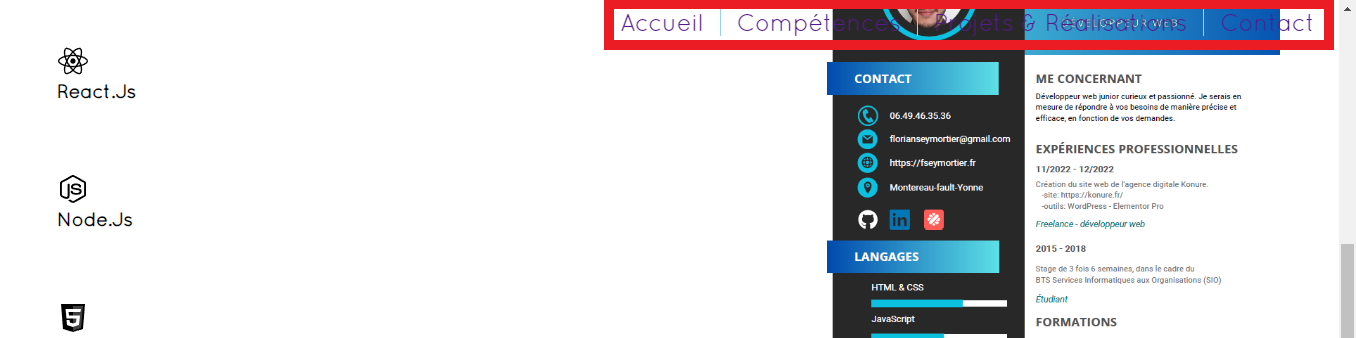 Accueil
Compétences
Projets & Réalisations
Contact
DÉVELOPPEUR WEB
React.Js
JS
Node.Js
5
CONTACT
06.49.46.35.36
florianseymortier@gmail.com
https://fseymortier.fr
Montereau-fault-Yonne
in
LANGAGES
HTML & CSS
JavaScript
ME CONCERNANT
Développeur web junior curieux et passionné. Je serais en
mesure de répondre à vos besoins de manière précise et
efficace, en fonction de vos demandes.
EXPÉRIENCES PROFESSIONNELLES
11/2022 - 12/2022
Création du site web de l'agence digitale Konure.
-site: https://konure.fr/
-outils: WordPress - Elementor Pro
Freelance - développeur web
2015 - 2018
Stage de 3 fois 6 semaines, dans le cadre du
BTS Services Informatiques aux Organisations (SIO)
Étudiant
FORMATIONS